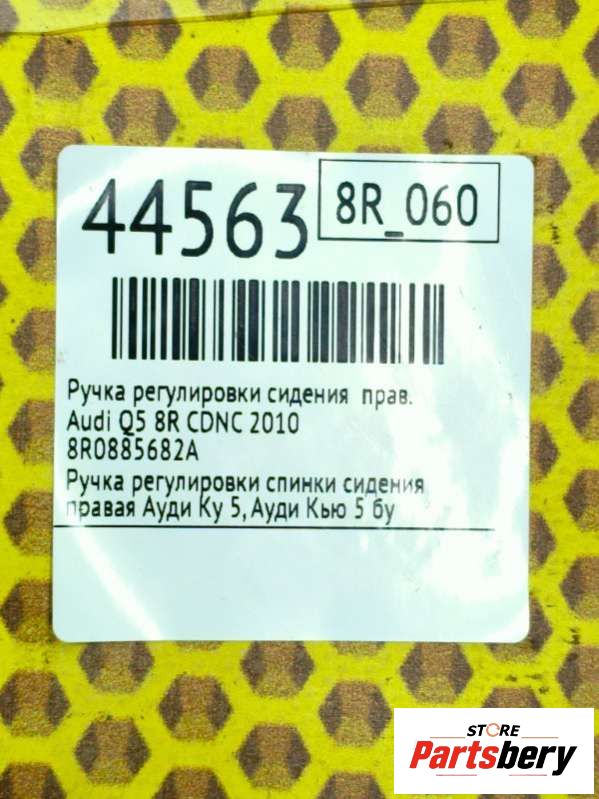 44563
8R_060
Ручка регулировки сидения прав.
Audi Q5 8R CDNC 2010
8R0885682A
Ручка регулировки спинки сидения
правая Ауди Ку 5, Ауди Кью 5 бу
STORE
Partsbery